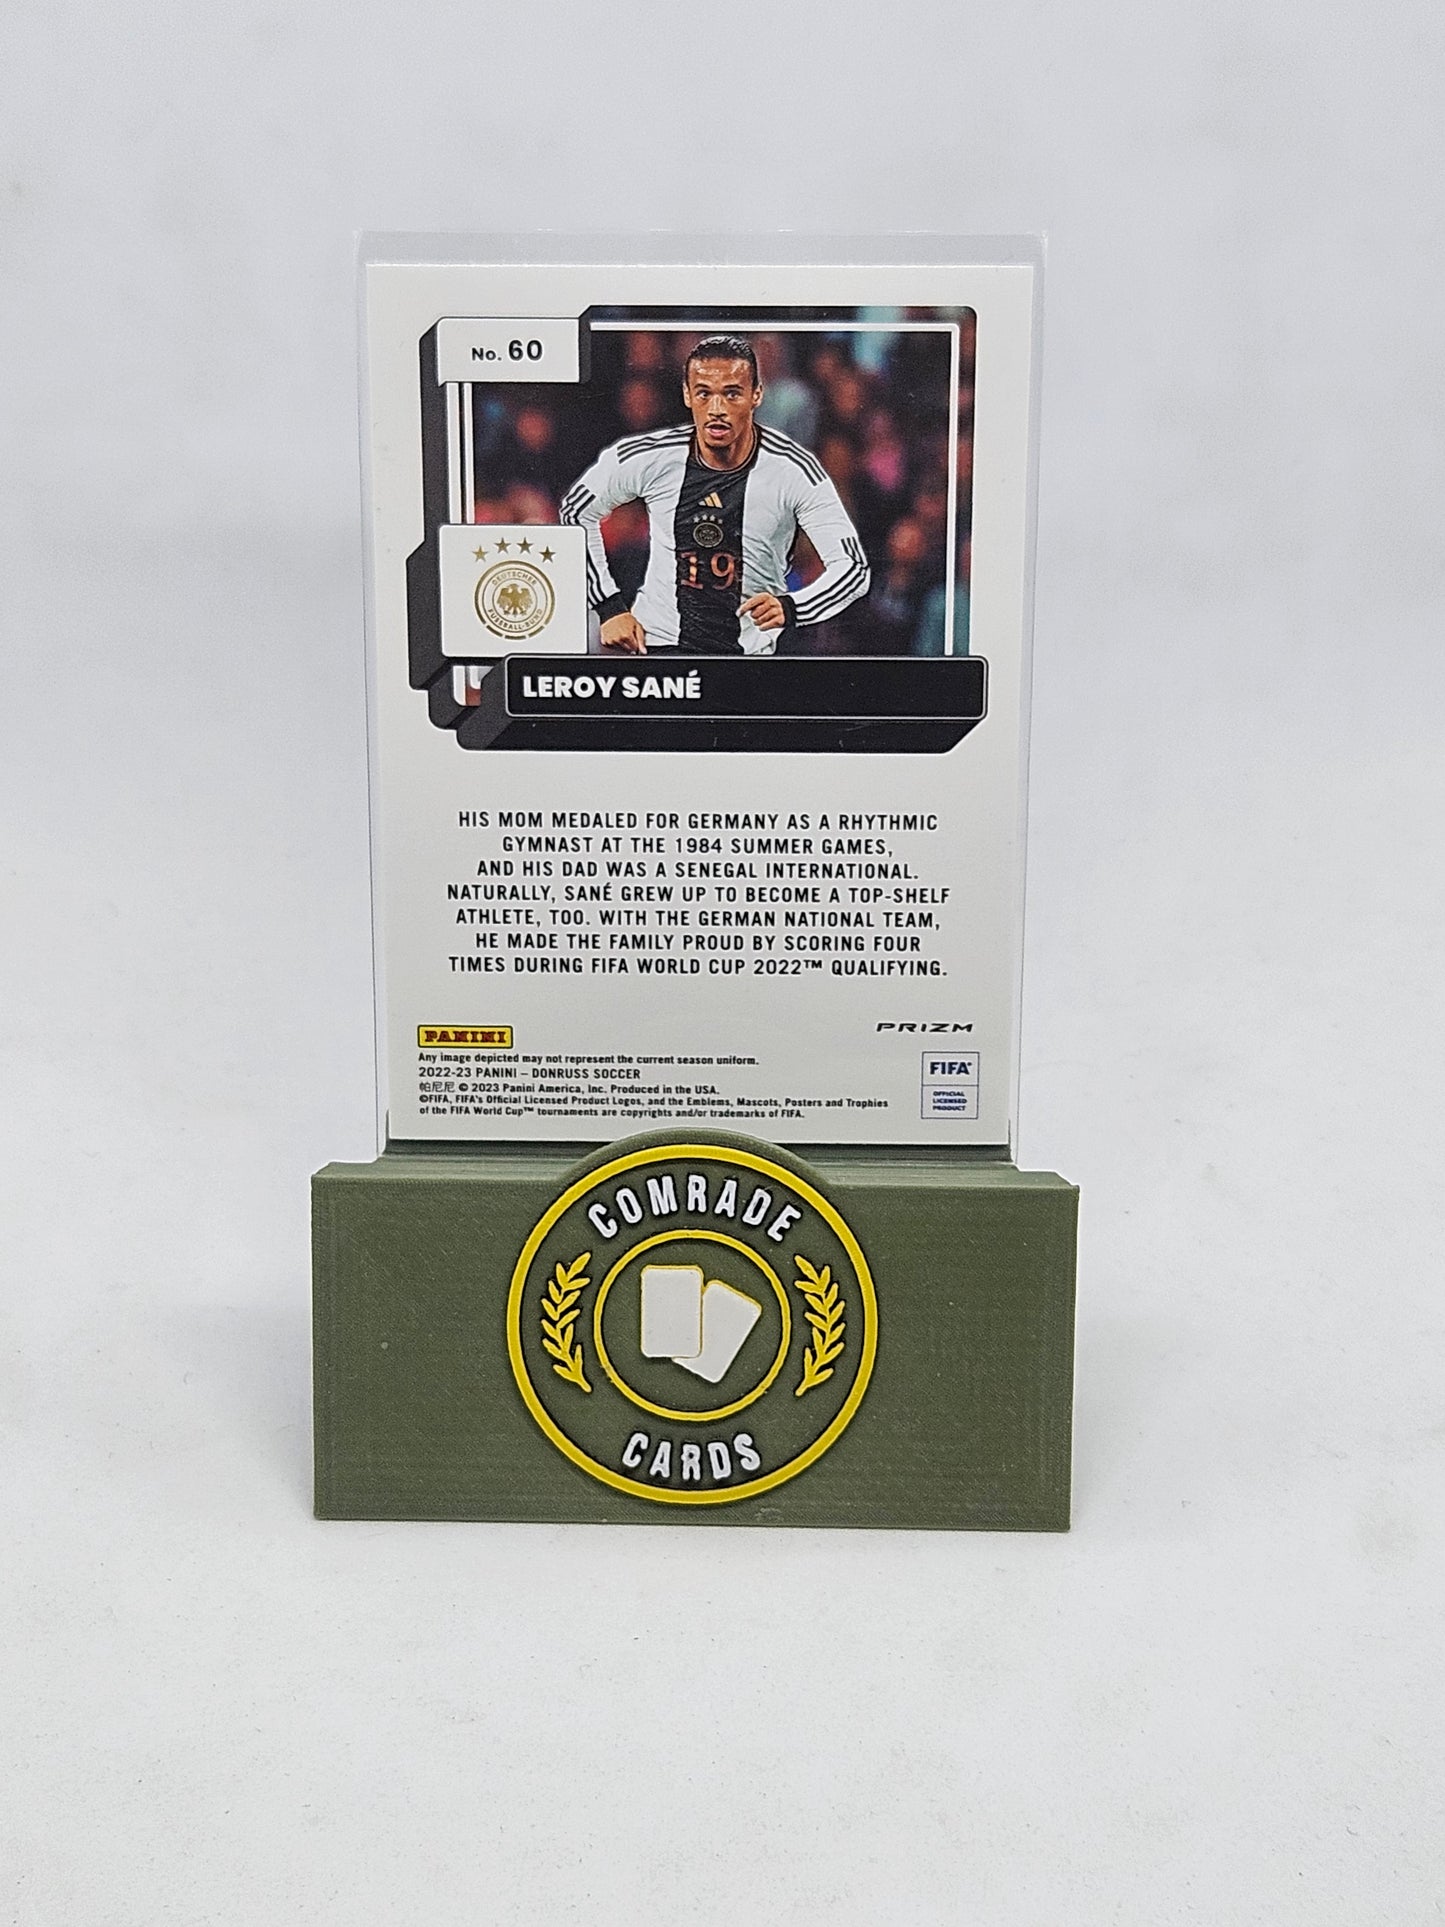 No. 60
19
DEUTSCHER
FUSSBALL-BUND
LEROY SANÉ
HIS MOM MEDALED FOR GERMANY AS A RHYTHMIC
GYMNAST AT THE 1984 SUMMER GAMES,
AND HIS DAD WAS A SENEGAL INTERNATIONAL.
NATURALLY, SANÉ GREW UP TO BECOME A TOP-SHELF
ATHLETE, TOO. WITH THE GERMAN NATIONAL TEAM,
HE MADE THE FAMILY PROUD BY SCORING FOUR
TIMES DURING FIFA WORLD CUP 2022™ QUALIFYING.
PRIZM
PANINI
Any image depicted may not represent the current season uniform.
2022-23 PANINI – DONRUSS SOCCER
帕尼尼 © 2023 Panini America, Inc. Produced in the USA.
©FIFA, FIFA's Official Licensed Product Logos, and the Emblems, Mascots, Posters and Trophies
of the FIFA World Cup™ tournaments are copyrights and/or trademarks of FIFA.
FIFA
OFFICIAL
LICENSED
PRODUCT
COMRADE
CARDS